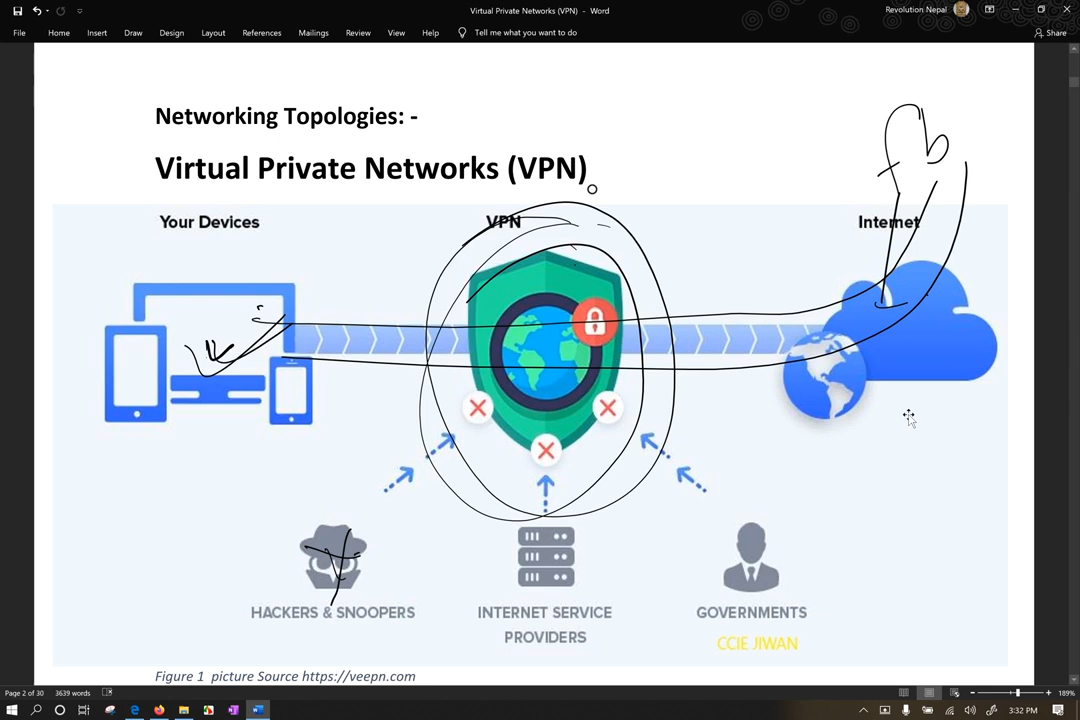 Virtual Private Networks (VPN) - Word
Revolution Nepal
File Home Insert Draw Design Layout References Mailings Review View Help Tell me what you want to do
Share
Networking Topologies: -
Virtual Private Networks (VPN)
Your Devices VPN Internet
HACKERS & SNOOPERS
INTERNET SERVICE
PROVIDERS
GOVERNMENTS
CCIE JIWAN
Figure 1 picture Source https://veepn.com
Page 2 of 30 3639 words
189%
3:32 PM